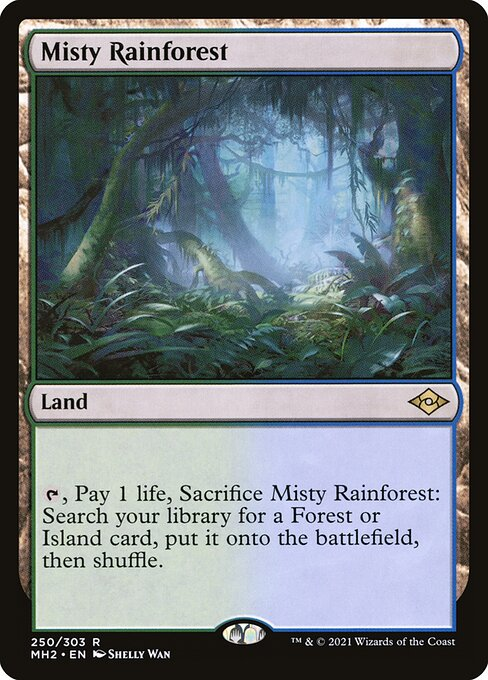 Misty Rainforest
Land
, Pay 1 life, Sacrifice Misty Rainforest:
Search your library for a Forest or
Island card, put it onto the battlefield,
then shuffle.
250/303 R
MH2 • EN Shelly Wan
™ & © 2021 Wizards of the Coast